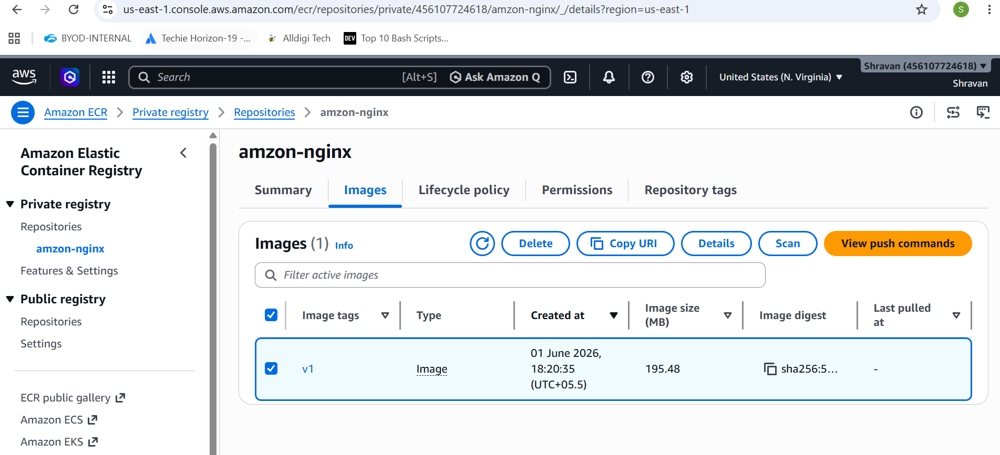 us-east-1.console.aws.amazon.com/ecr/repositories/private/456107724618/amzon-nginx/_/details?region=us-east-1
S
BYOD-INTERNAL
Techie Horizon-19 -...
Alldigi Tech
DEV
Top 10 Bash Scripts...
aws
Search
[Alt+S]
Ask Amazon Q
United States (N. Virginia)
Shravan (456107724618)
Shravan
Amazon ECR
Private registry
Repositories
amzon-nginx
Amazon Elastic
Container Registry
Private registry
Repositories
amzon-nginx
Features & Settings
Public registry
Repositories
Settings
ECR public gallery
Amazon ECS
Amazon EKS
amzon-nginx
Summary
Images
Lifecycle policy
Permissions
Repository tags
Images (1) Info
Delete
Copy URI
Details
Scan
View push commands
Filter active images
Image tags
Type
Created at
Image size
(MB)
Image digest
Last pulled
at
v1
Image
01 June 2026,
18:20:35
(UTC+05.5)
195.48
sha256:5...
-